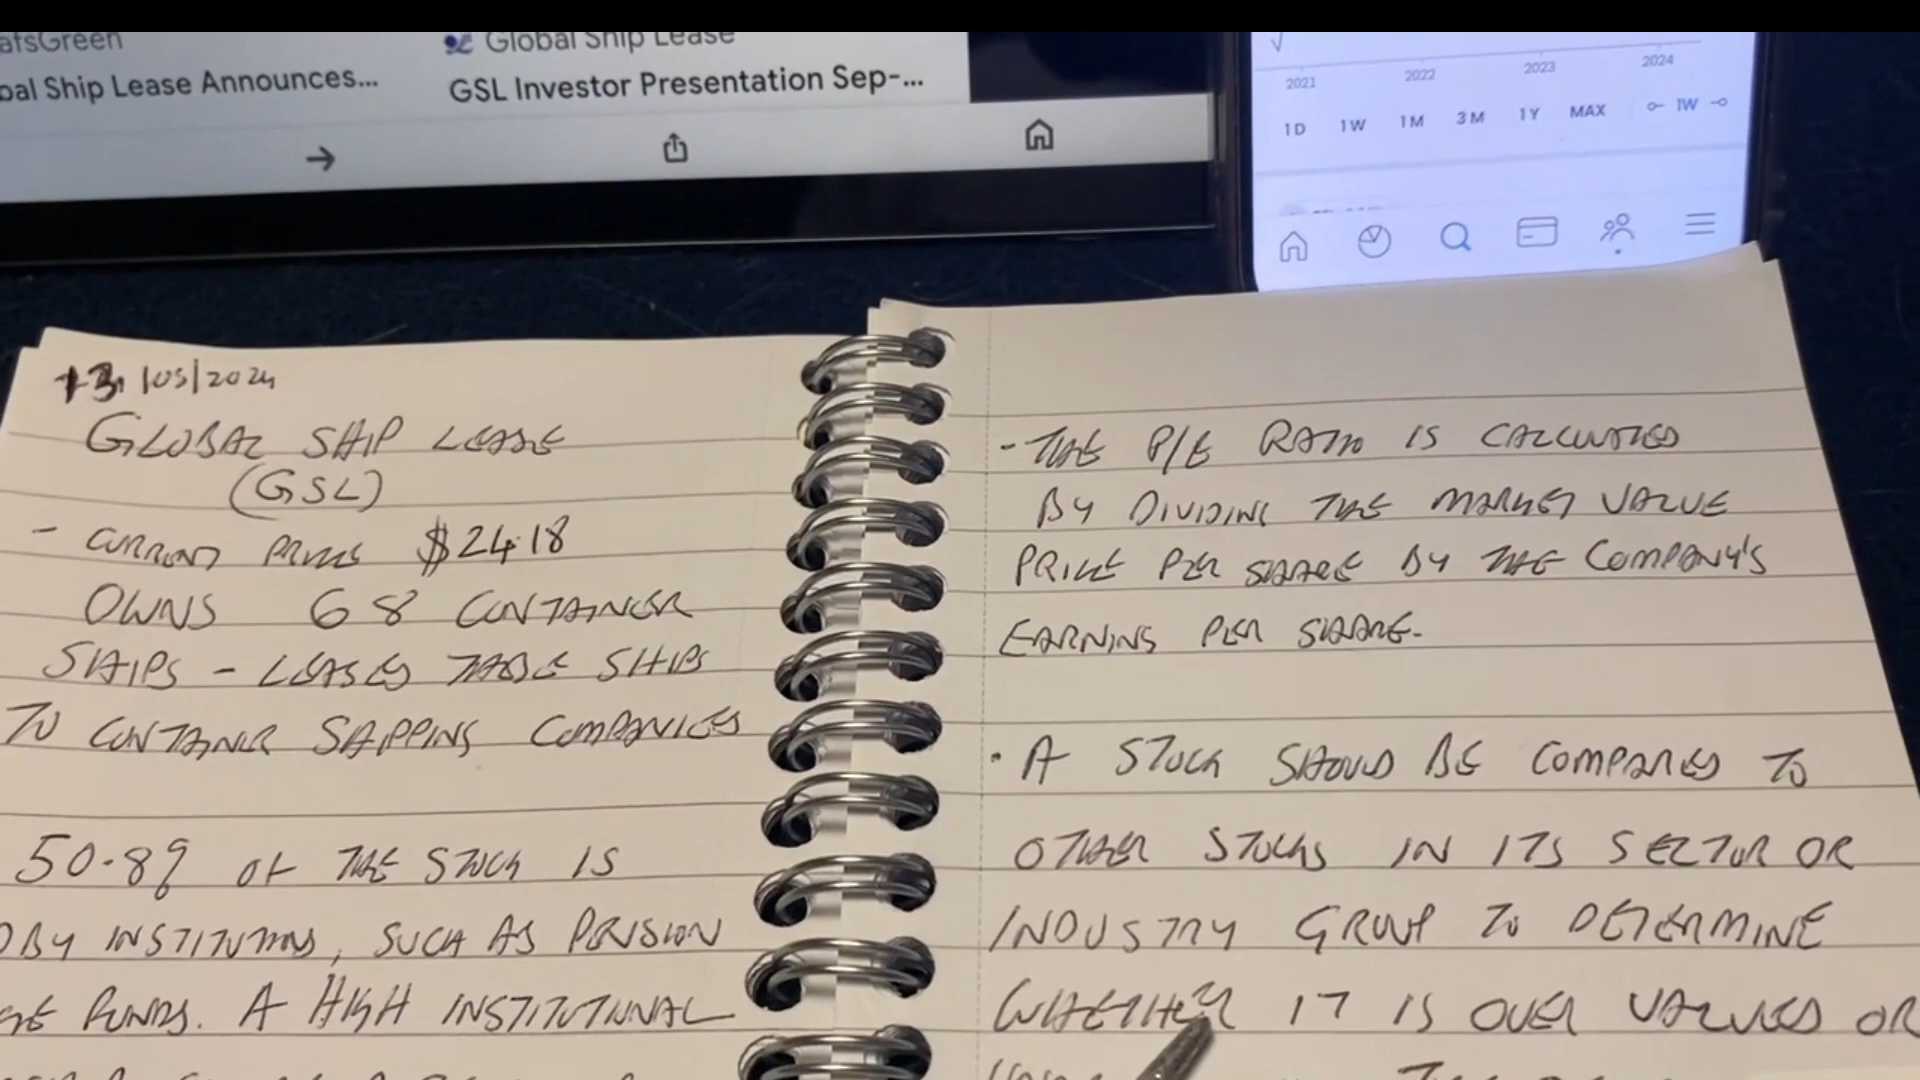 Global Ship Lease
Ship Lease Announces...
GSL Investor Presentation Sep-...
2021 2022 2023 2024
1D 1W 1M 3M 1Y MAX 1W
13/05/2024
GLOBAL SHIP LEASE
(GSL)
- CURRENT PRICE $24.18
OWNS 68 CONTAINER
SHIPS - LEASES THESE SHIPS
TO CONTAINER SHIPPING COMPANIES
50.89 OF THE STOCK IS
BY INSTITUTIONS, SUCH AS PENSION
FUNDS. A HIGH INSTITUTIONAL
- THE P/E RATIO IS CALCULATED
BY DIVIDING THE MARKET VALUE
PRICE PER SHARE BY THE COMPANY'S
EARNINGS PER SHARE.
· A STOCK SHOULD BE COMPARED TO
OTHER STOCKS IN ITS SECTOR OR
INDUSTRY GROUP TO DETERMINE
WHETHER IT IS OVER VALUED OR